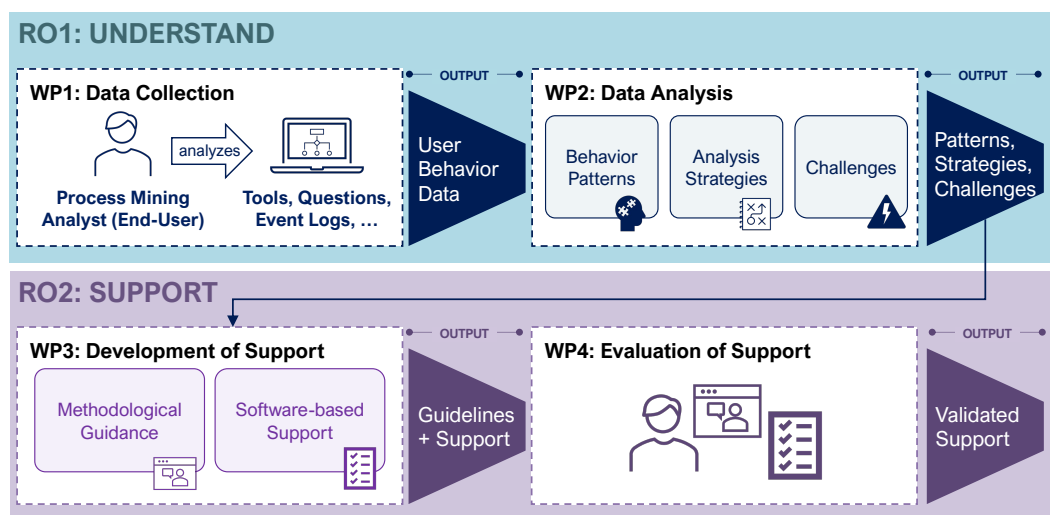 RO1: UNDERSTAND
WP1: Data Collection
analyzes
Process Mining
Analyst (End-User)
Tools, Questions,
Event Logs, …
OUTPUT
User
Behavior
Data
WP2: Data Analysis
Behavior
Patterns
Analysis
Strategies
Challenges
OUTPUT
Patterns,
Strategies,
Challenges
RO2: SUPPORT
WP3: Development of Support
Methodological
Guidance
Software-based
Support
OUTPUT
Guidelines
+ Support
WP4: Evaluation of Support
OUTPUT
Validated
Support